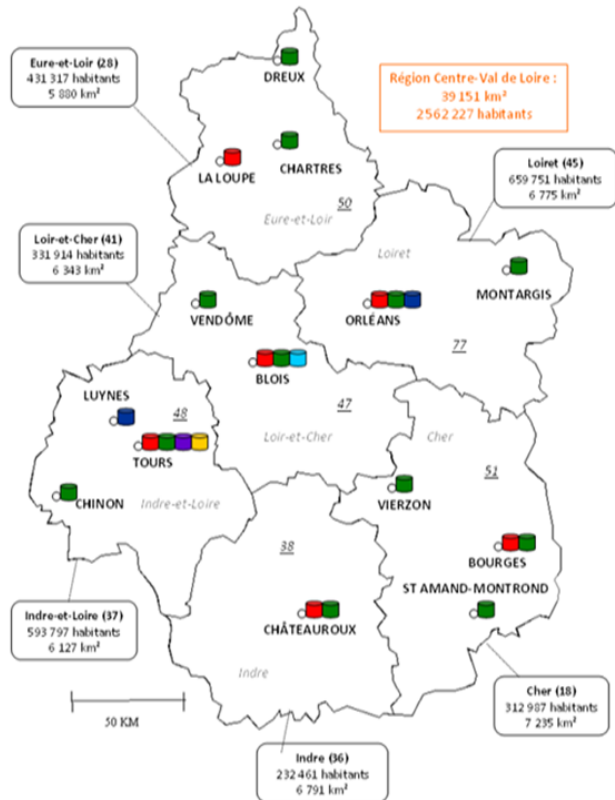 Eure-et-Loir (28)
431 317 habitants
5 880 km²
DREUX
Région Centre-Val de Loire :
39 151 km²
2 562 227 habitants
CHARTRES
LA LOUPE
50
Eure-et-Loir
Loiret (45)
659 751 habitants
6 775 km²
Loir-et-Cher (41)
331 914 habitants
6 343 km²
Loiret
MONTARGIS
VENDÔME
ORLÉANS
77
BLOIS
LUYNES
48
47
Loir-et-Cher
Cher
TOURS
51
CHINON
Indre-et-Loire
VIERZON
38
BOURGES
ST AMAND-MONTROND
Indre-et-Loire (37)
593 797 habitants
6 127 km²
CHÂTEAUROUX
Indre
50 KM
Cher (18)
312 987 habitants
7 235 km²
Indre (36)
232 461 habitants
6 791 km²